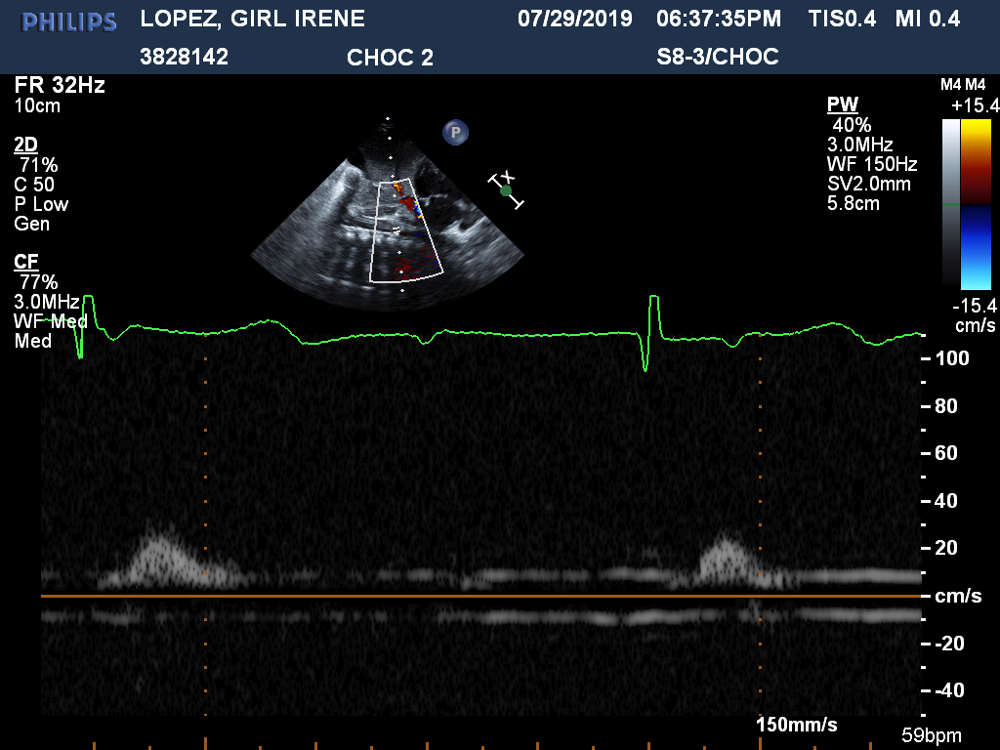 PHILIPS LOPEZ, GIRL IRENE 07/29/2019 06:37:35PM TIS0.4 MI 0.4
3828142 CHOC 2 S8-3/CHOC
FR 32Hz
10cm
2D
71%
C 50
P Low
Gen
CF
77%
3.0MHz
WF Med
Med
P
X
PW
40%
3.0MHz
WF 150Hz
SV2.0mm
5.8cm
M4 M4
+15.4
-15.4
cm/s
100
80
60
40
20
cm/s
-20
-40
150mm/s
59bpm